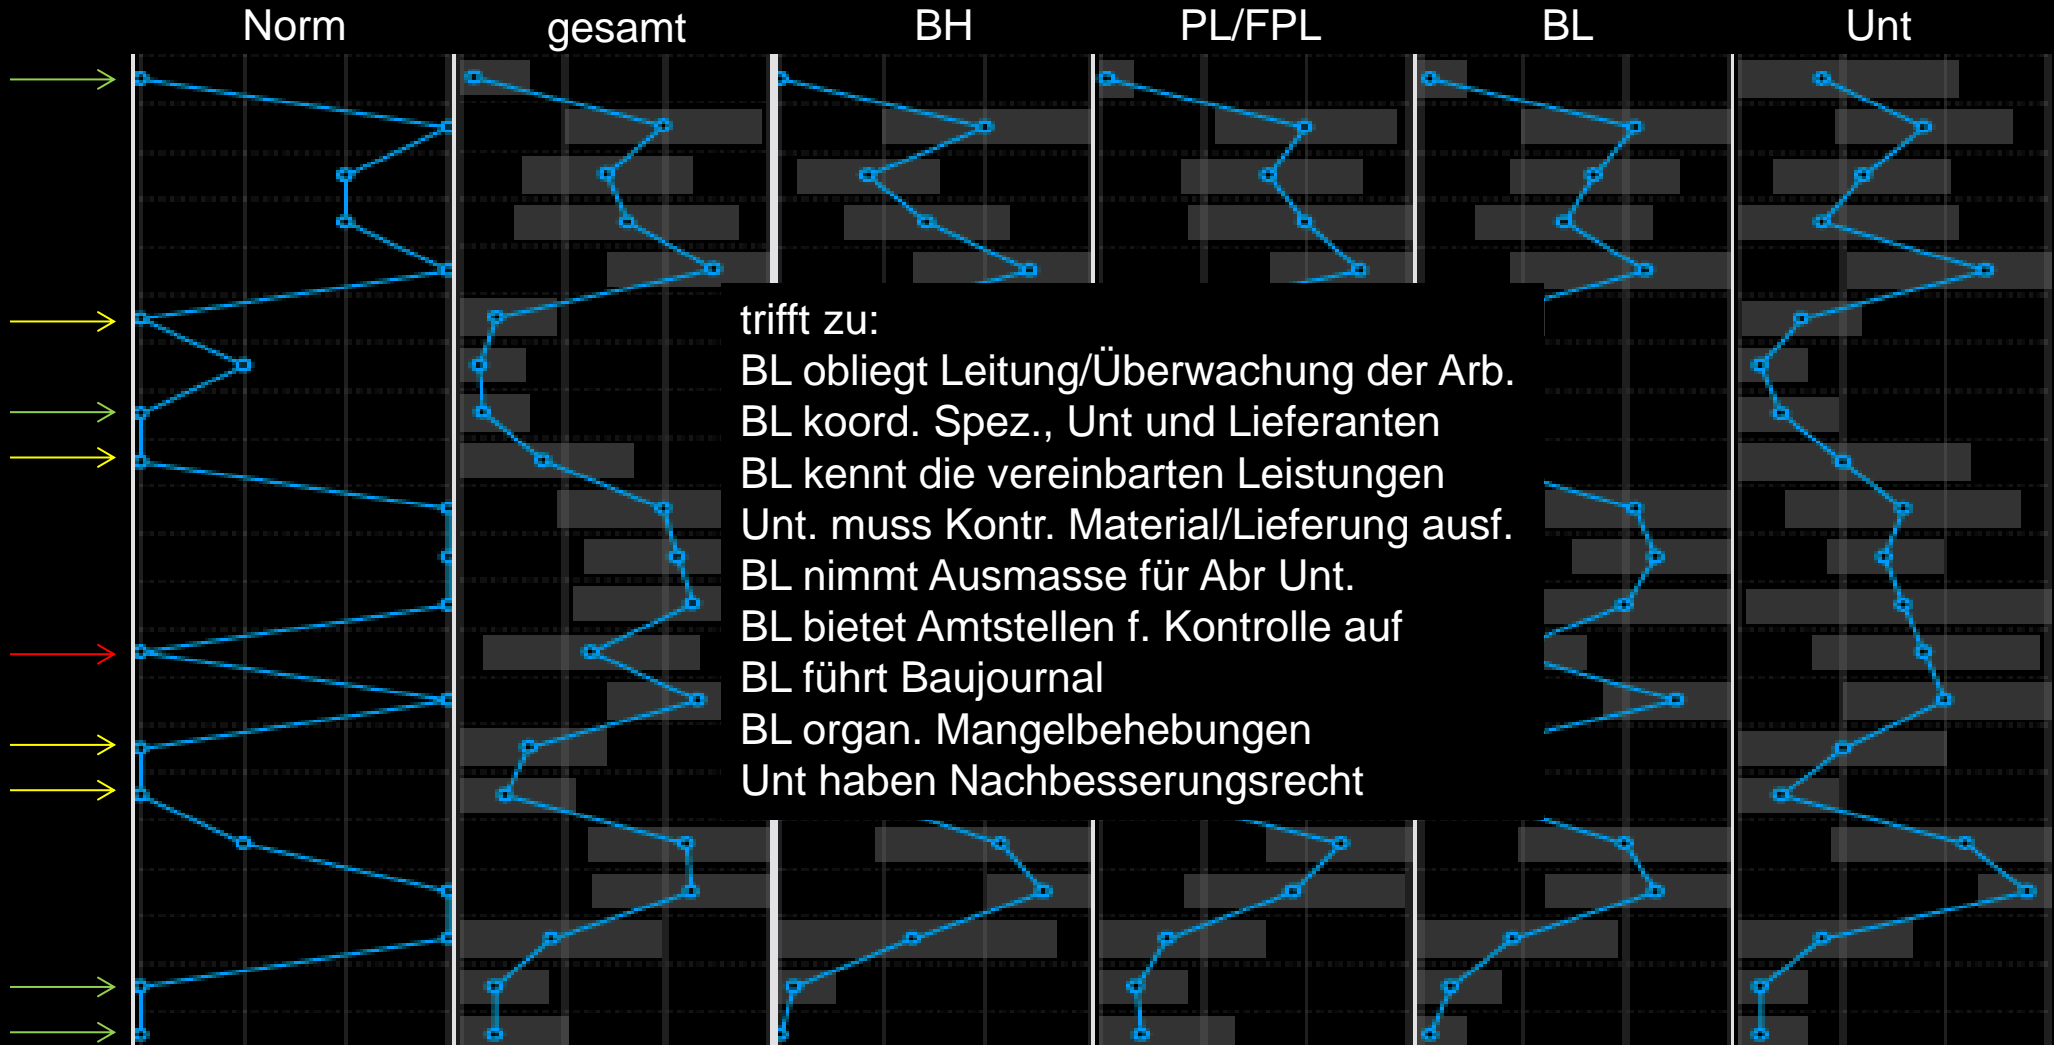 Norm gesamt BH PL/FPL BL Unt
trifft zu:
BL obliegt Leitung/Überwachung der Arb.
BL koord. Spez., Unt und Lieferanten
BL kennt die vereinbarten Leistungen
Unt. muss Kontr. Material/Lieferung ausf.
BL nimmt Ausmasse für Abr Unt.
BL bietet Amtstellen f. Kontrolle auf
BL führt Baujournal
BL organ. Mangelbehebungen
Unt haben Nachbesserungsrecht